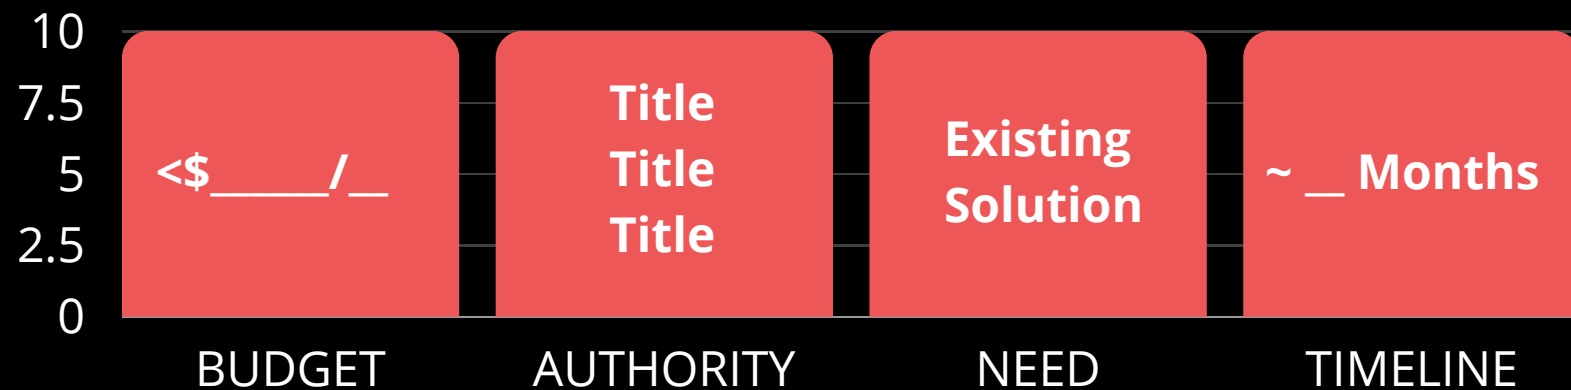 10
7.5
5
2.5
0
<$______/__
Title
Title
Title
Existing
Solution
~ __ Months
BUDGET
AUTHORITY
NEED
TIMELINE